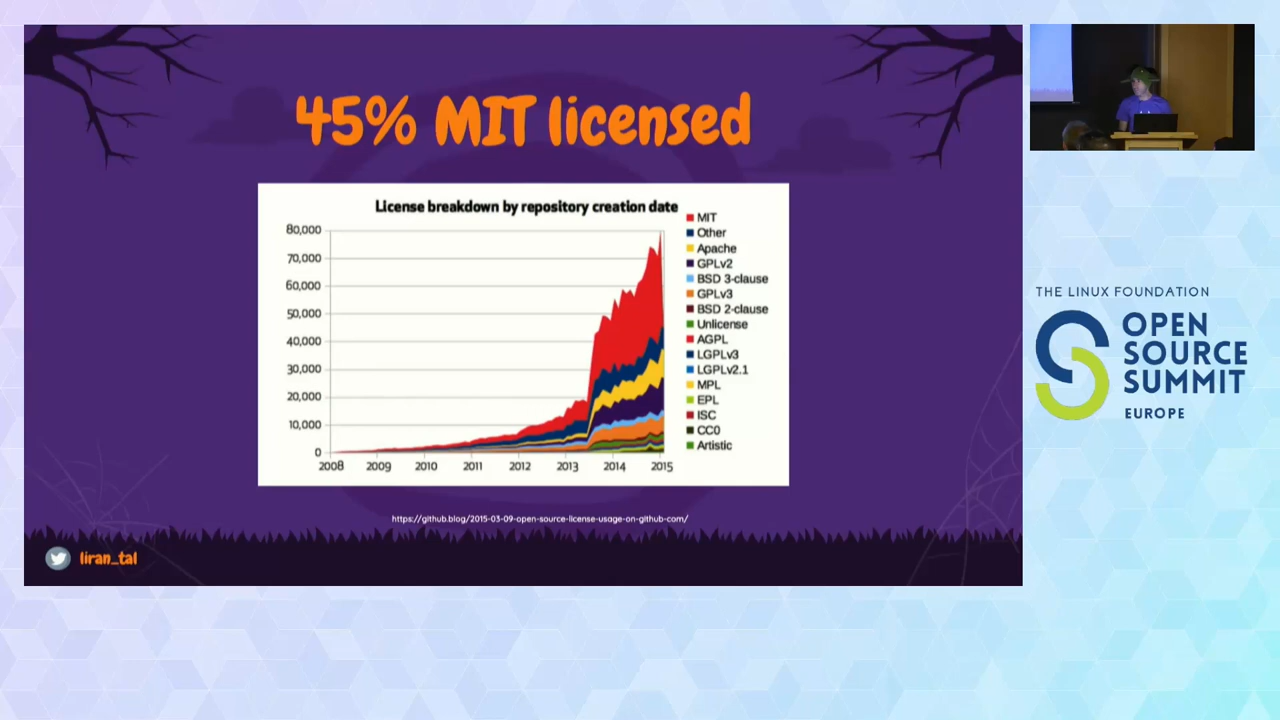 45% MIT licensed
License breakdown by repository creation date
80,000
70,000
60,000
50,000
40,000
30,000
20,000
10,000
0
2008 2009 2010 2011 2012 2013 2014 2015
MIT
Other
Apache
GPLv2
BSD 3-clause
GPLv3
BSD 2-clause
Unlicense
AGPL
LGPLv3
LGPLv2.1
MPL
EPL
ISC
CC0
Artistic
https://github.blog/2015-03-09-open-source-license-usage-on-github-com/
liran_tal
THE LINUX FOUNDATION
OPEN
SOURCE
SUMMIT
EUROPE